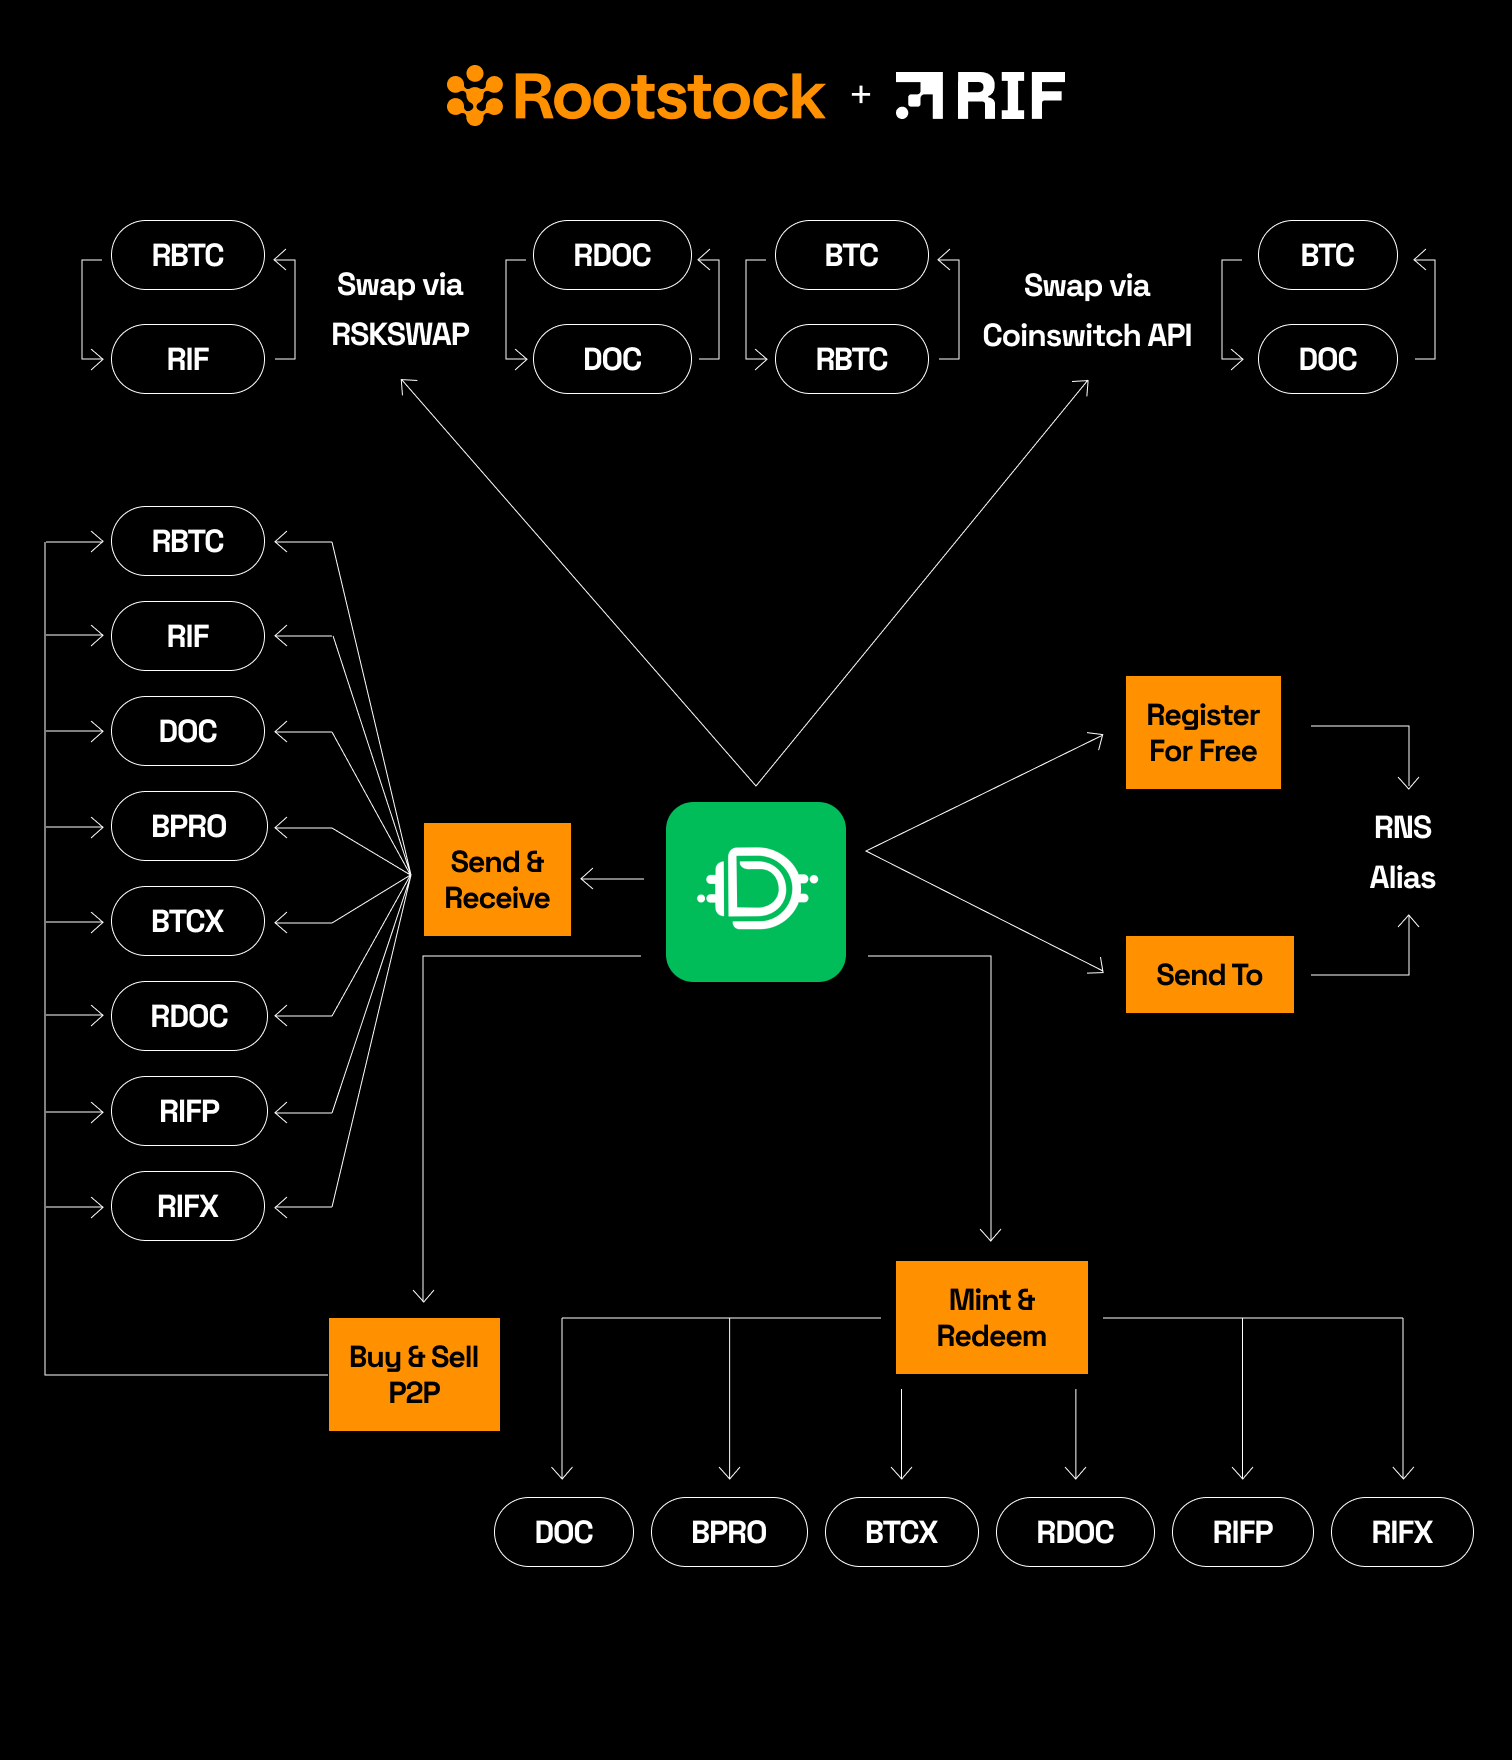 Rootstock + RIF
RBTC
RIF
Swap via
RSKSWAP
RDOC
DOC
BTC
RBTC
Swap via
Coinswitch API
BTC
DOC
RBTC
RIF
DOC
BPRO
BTCX
RDOC
RIFP
RIFX
Send &
Receive
Register
For Free
RNS
Alias
Send To
Buy & Sell
P2P
Mint &
Redeem
DOC
BPRO
BTCX
RDOC
RIFP
RIFX